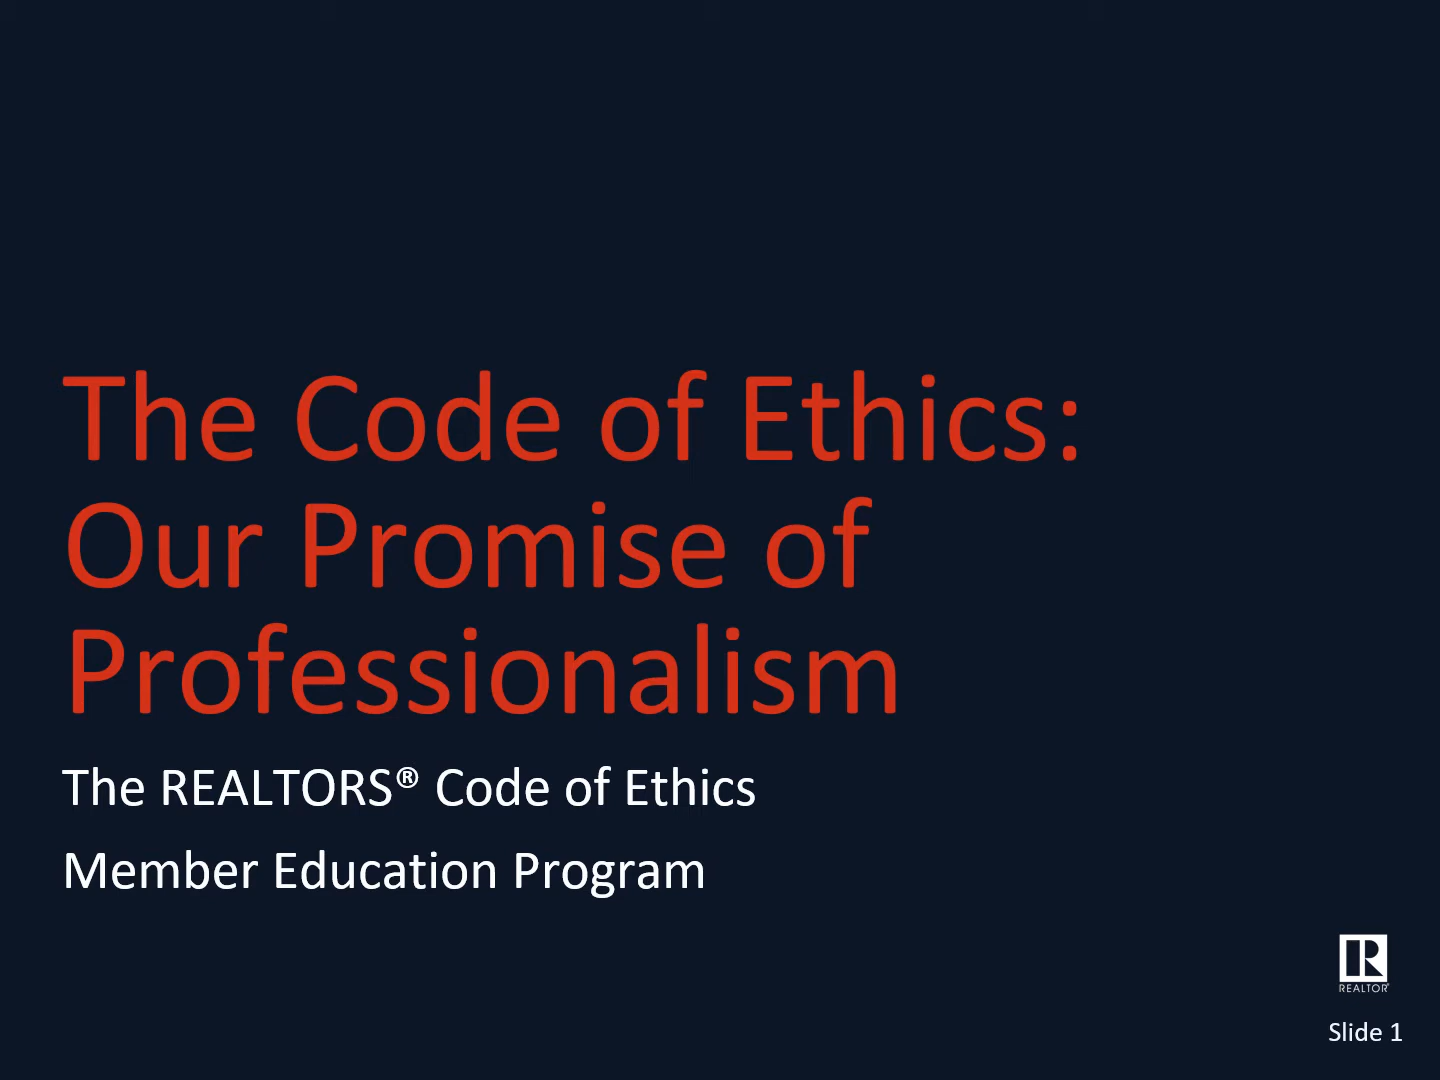 The Code of Ethics:
Our Promise of
Professionalism
The REALTORS® Code of Ethics
Member Education Program
REALTOR®
Slide 1